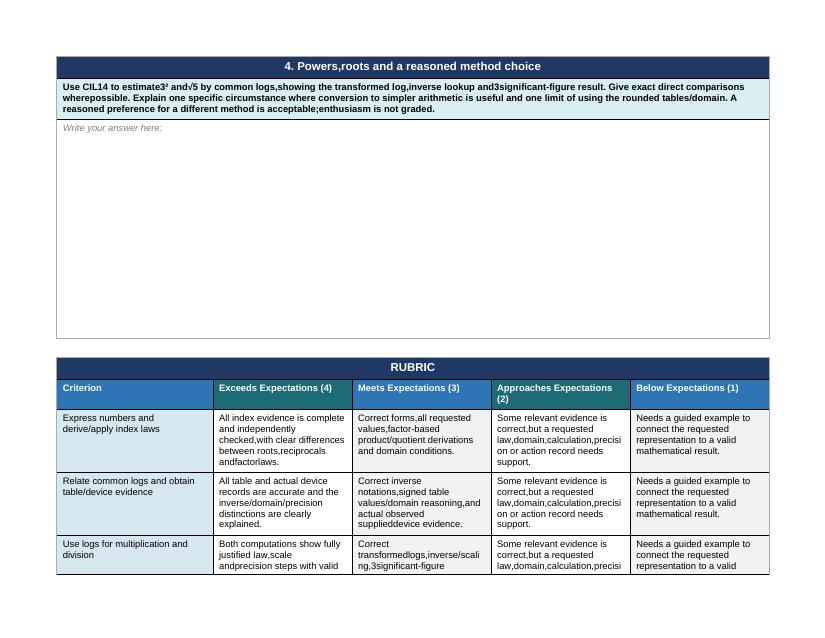 4. Powers,roots and a reasoned method choice
Use CIL14 to estimate3² and√5 by common logs,showing the transformed log,inverse lookup and3significant-figure result. Give exact direct comparisons
wherepossible. Explain one specific circumstance where conversion to simpler arithmetic is useful and one limit of using the rounded tables/domain. A
reasoned preference for a different method is acceptable;enthusiasm is not graded.
Write your answer here:
RUBRIC
Criterion
Exceeds Expectations (4)
Meets Expectations (3)
Approaches Expectations
(2)
Below Expectations (1)
Express numbers and
derive/apply index laws
All index evidence is complete
and independently
checked,with clear differences
between roots,reciprocals
andfactorlaws.
Correct forms,all requested
values,factor-based
product/quotient derivations
and domain conditions.
Some relevant evidence is
correct,but a requested
law,domain,calculation,precisi
on or action record needs
support.
Needs a guided example to
connect the requested
representation to a valid
mathematical result.
Relate common logs and obtain
table/device evidence
All table and actual device
records are accurate and the
inverse/domain/precision
distinctions are clearly
explained.
Correct inverse
notations,signed table
values/domain reasoning,and
actual observed
supplieddevice evidence.
Some relevant evidence is
correct,but a requested
law,domain,calculation,precisi
on or action record needs
support.
Needs a guided example to
connect the requested
representation to a valid
mathematical result.
Use logs for multiplication and
division
Both computations show fully
justified law,scale
andprecision steps with valid
Correct
transformedlogs,inverse/scali
ng,3significant-figure
Some relevant evidence is
correct,but a requested
law,domain,calculation,precisi
Needs a guided example to
connect the requested
representation to a valid